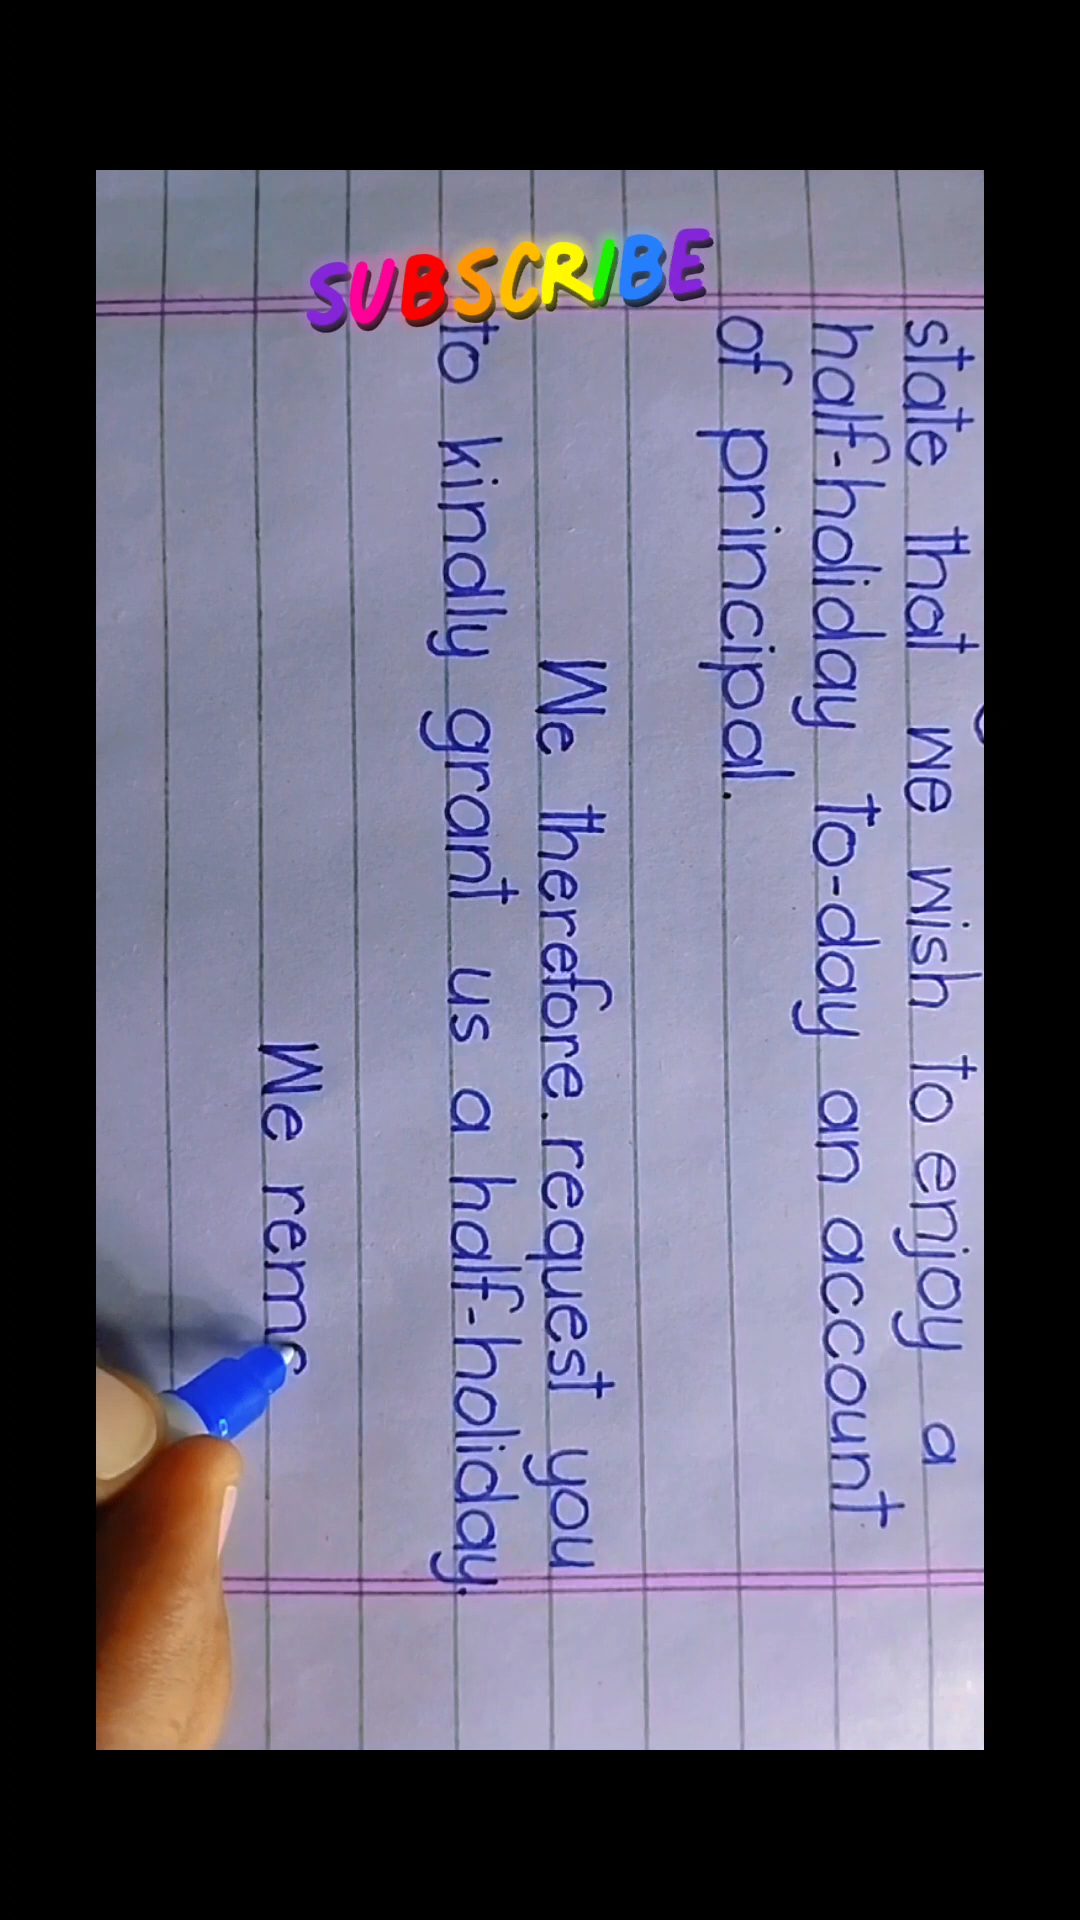 SUBSCRIBE
state that we wish to enjoy a
half-holiday to-day an account
of principal.
We therefore request you
to kindly grant us a half-holiday.
We rem